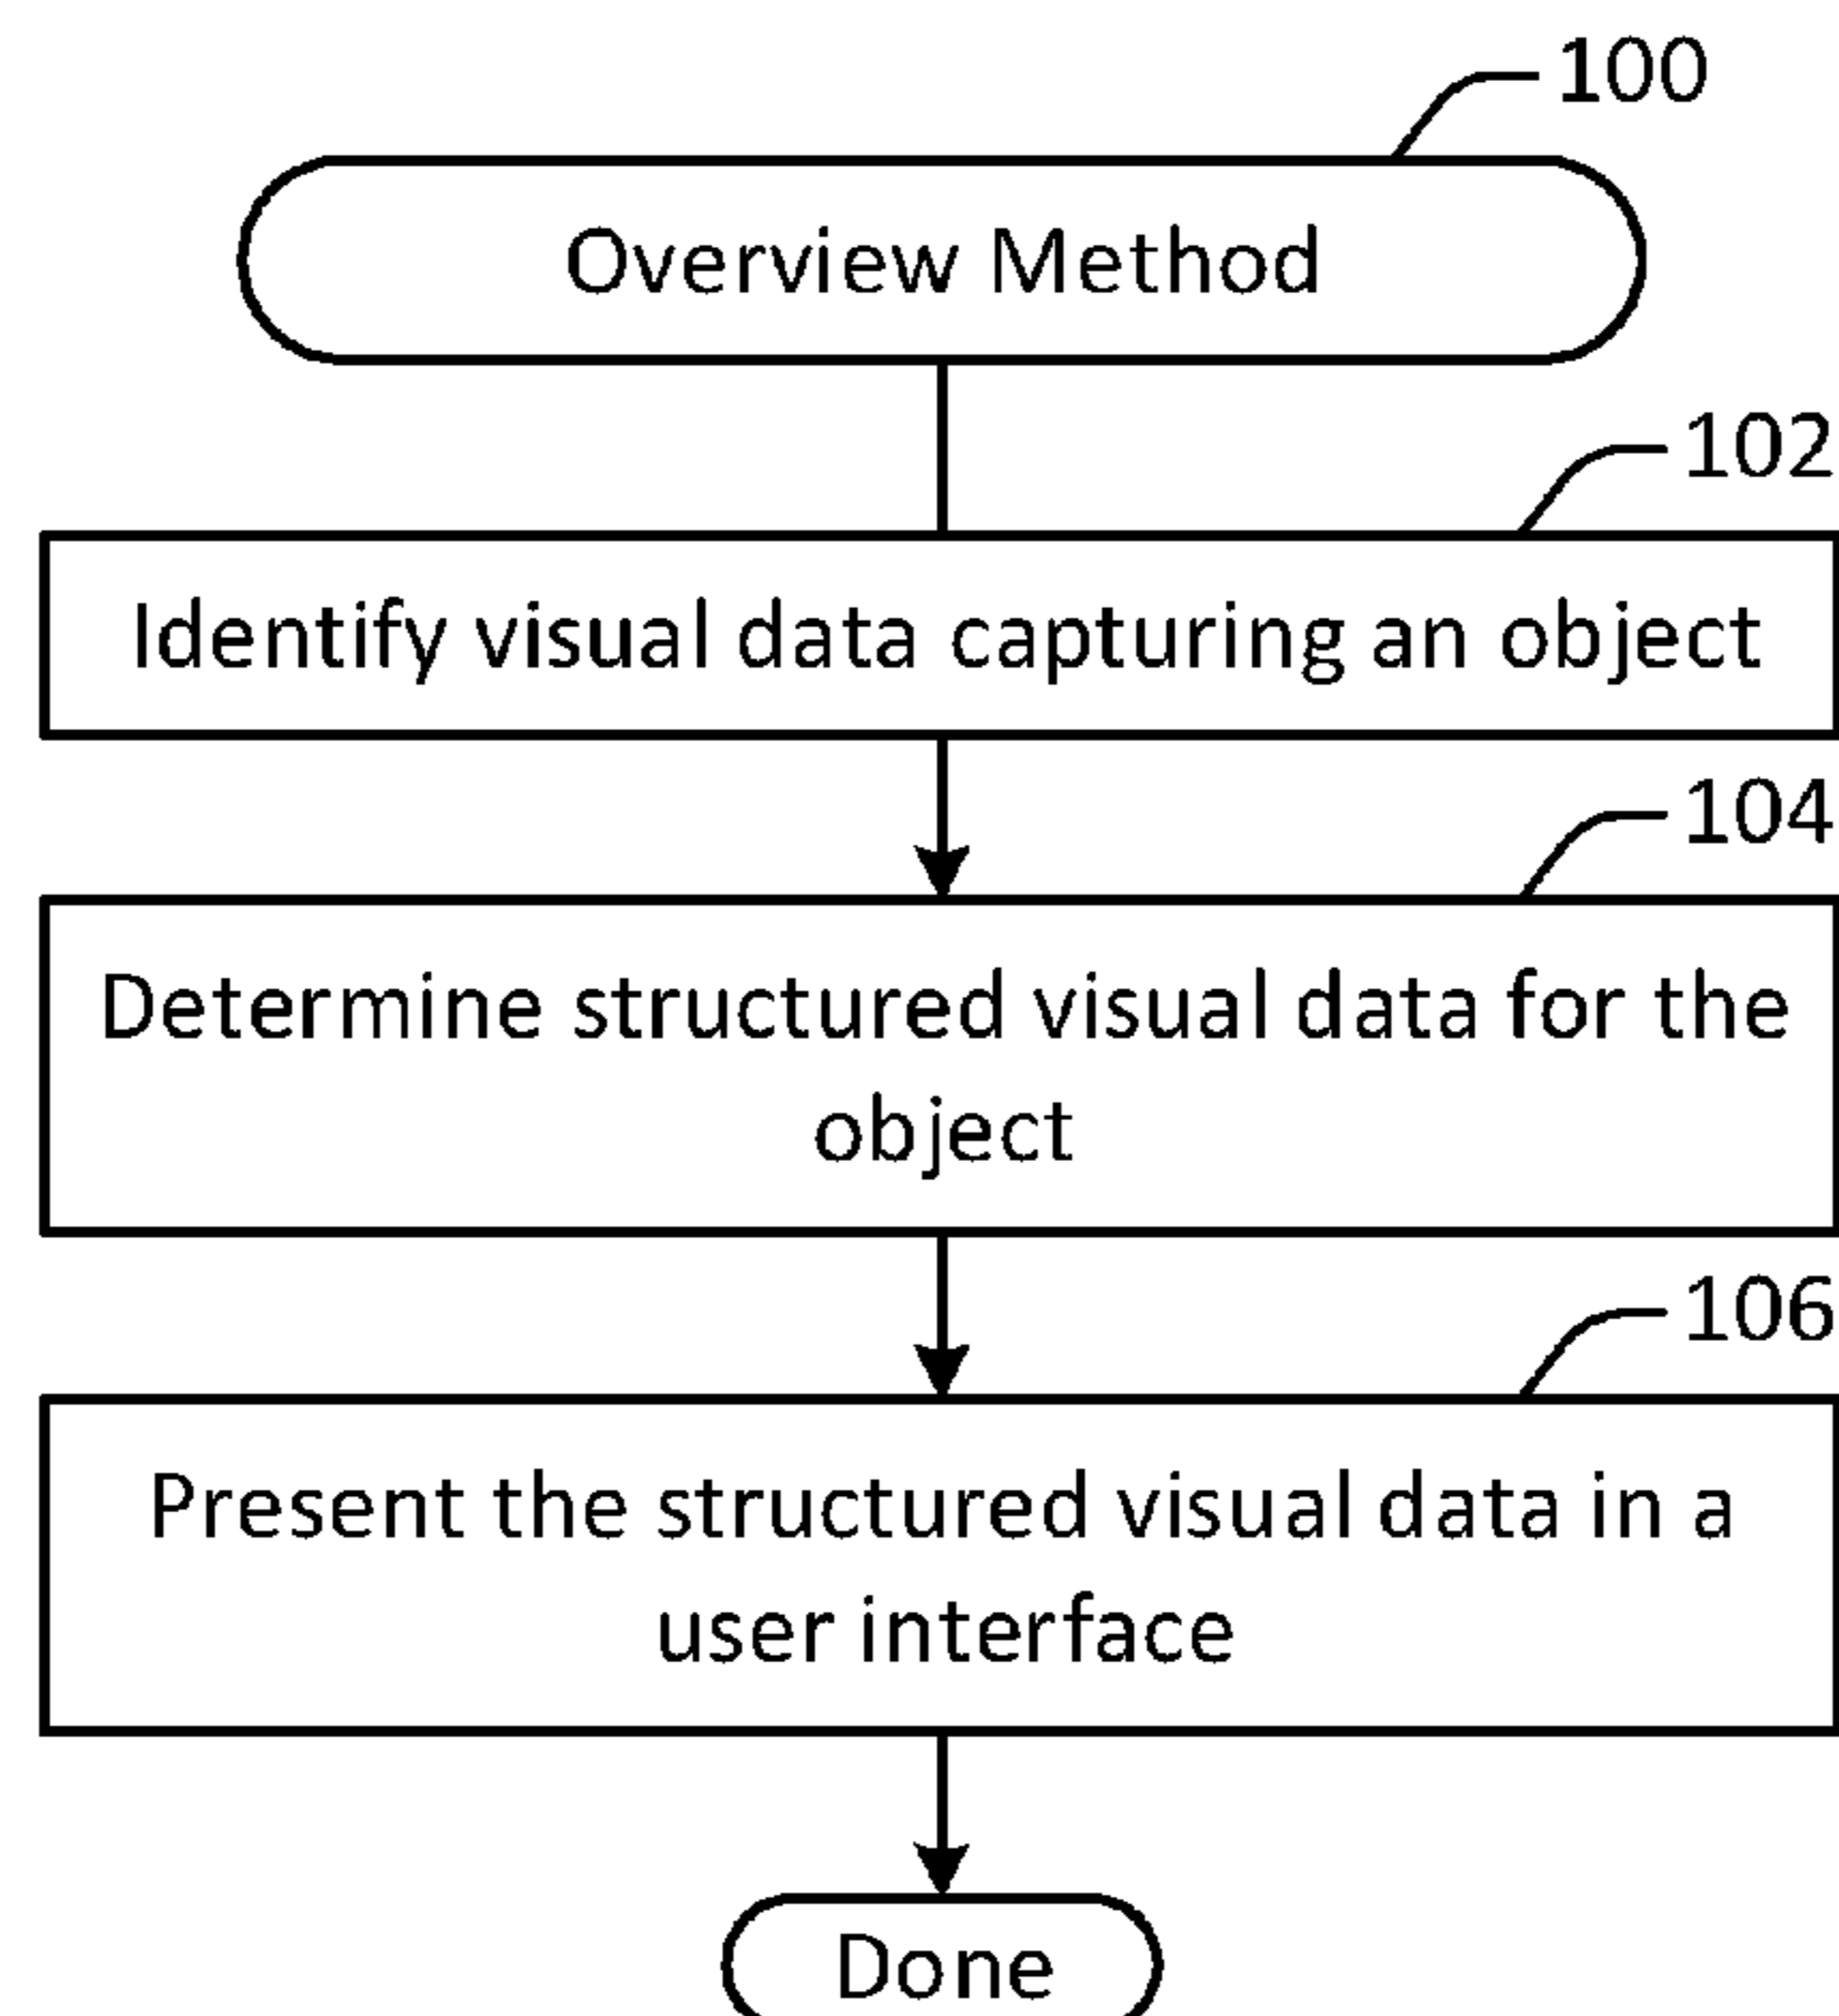 100
Overview Method
102
Identify visual data capturing an object
104
Determine structured visual data for the
object
106
Present the structured visual data in a
user interface
Done